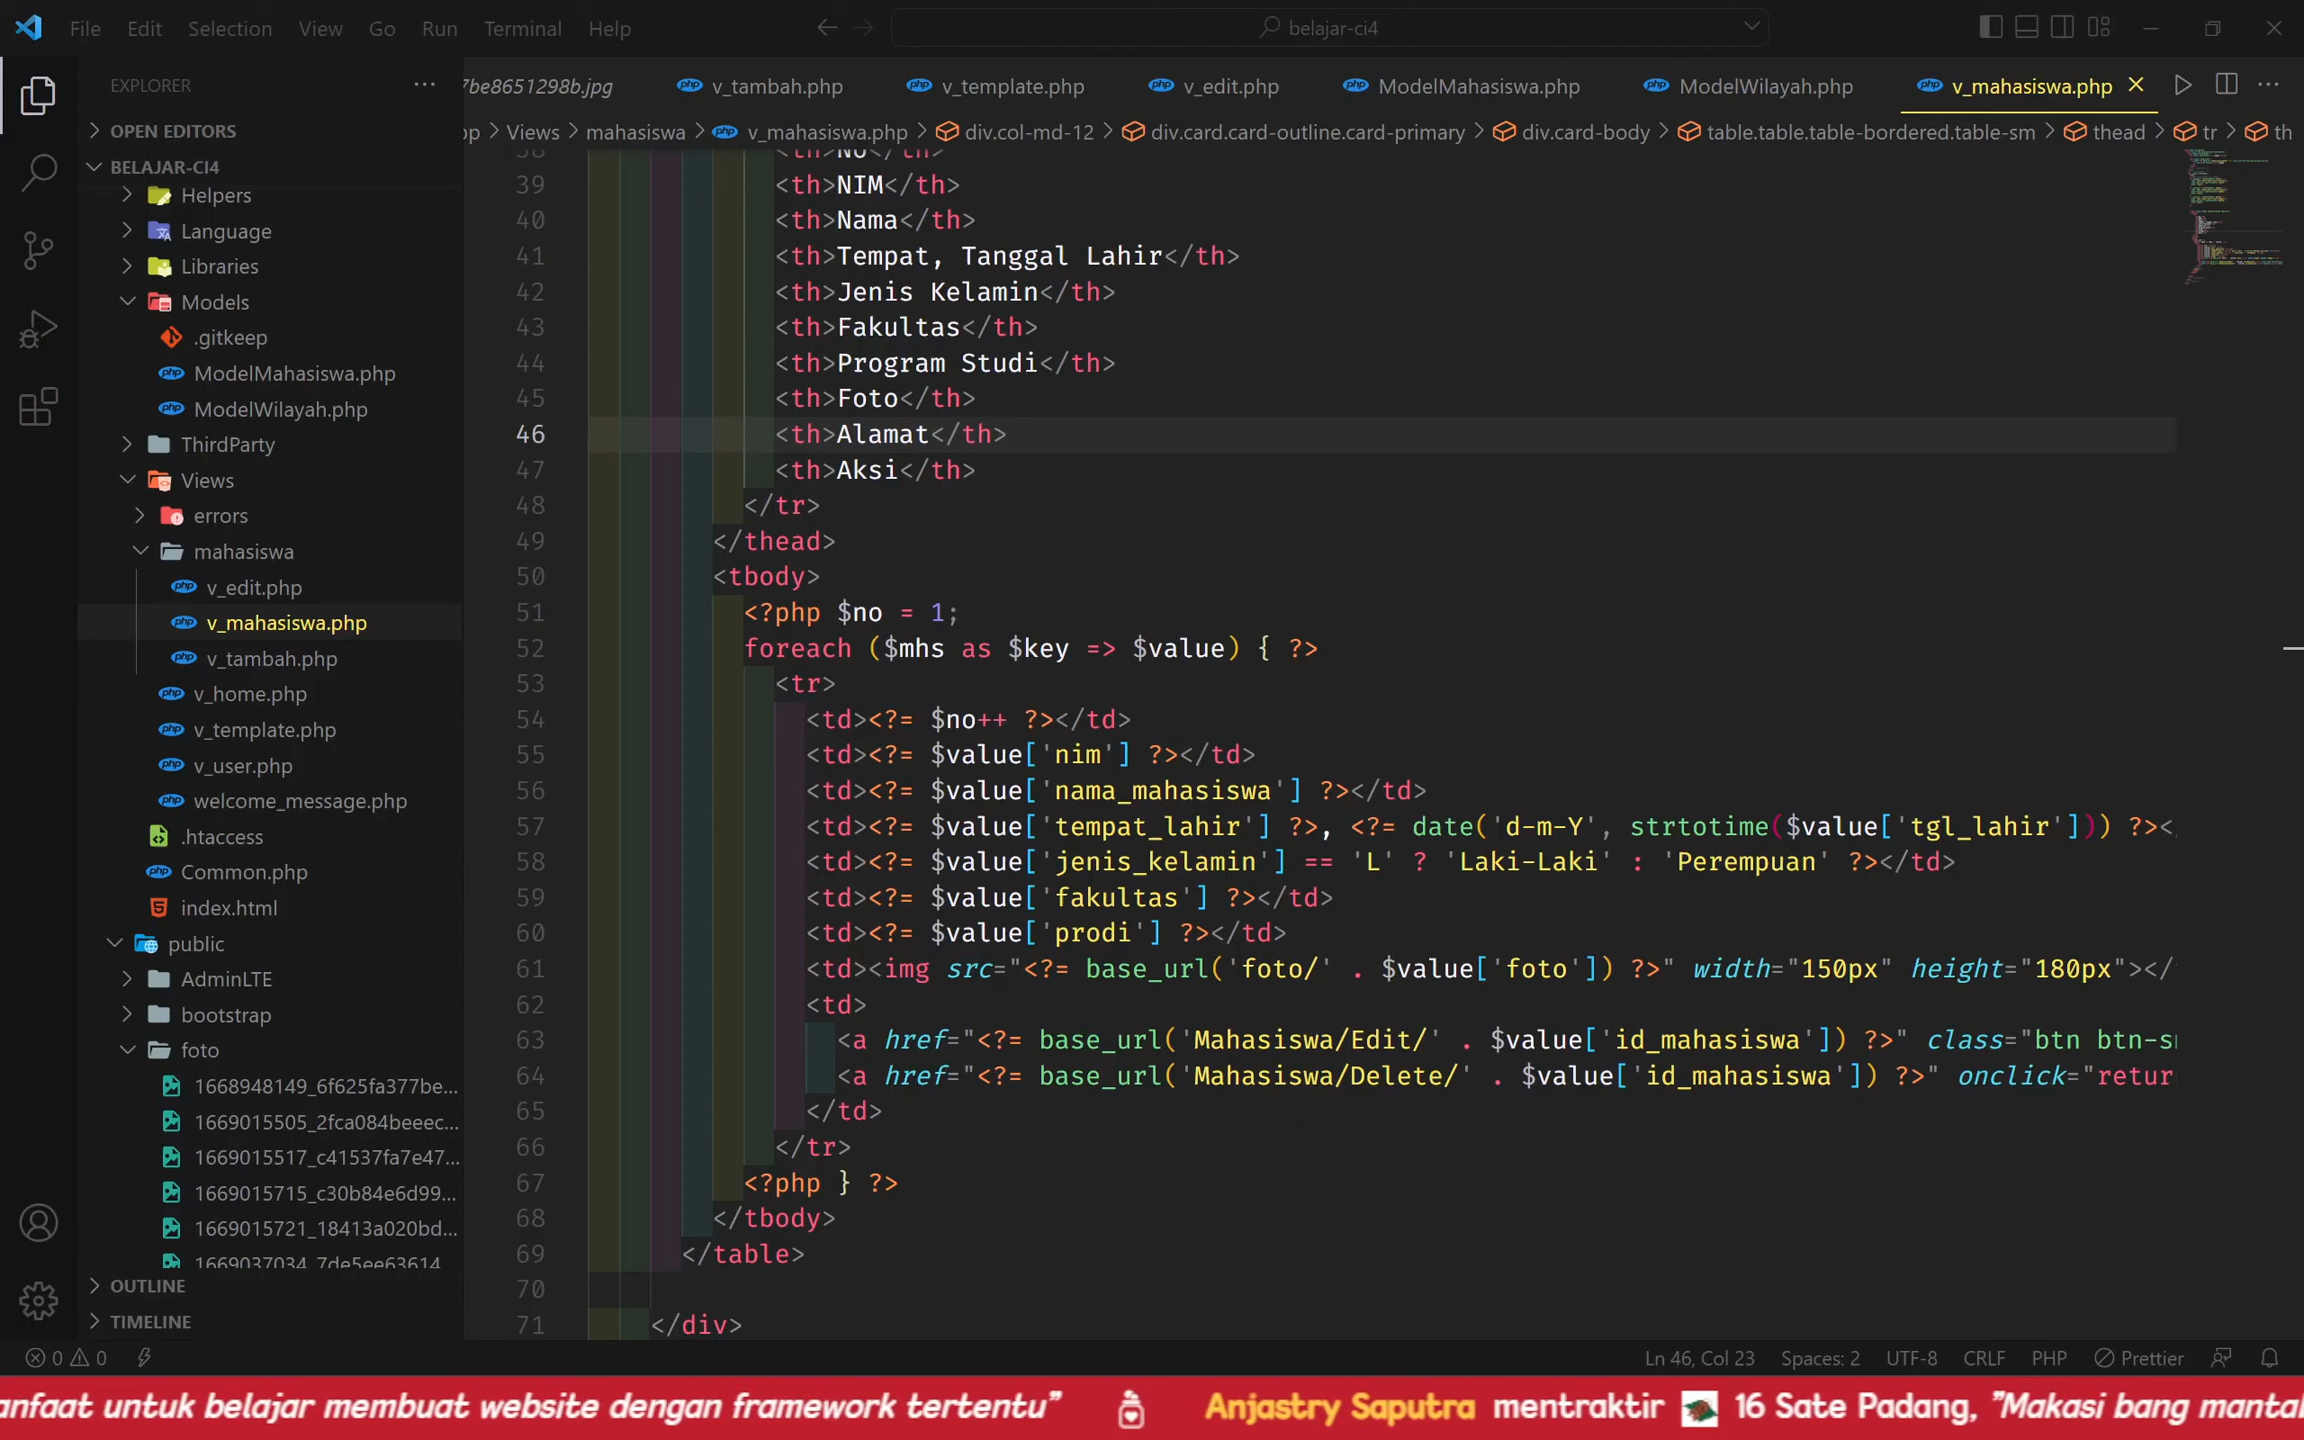 File Edit Selection View Go Run Terminal Help
belajar-ci4
EXPLORER
7be8651298b.jpg v_tambah.php v_template.php v_edit.php ModelMahasiswa.php ModelWilayah.php v_mahasiswa.php
OPEN EDITORS
BELAJAR-CI4
Helpers
Language
Libraries
Models
.gitkeep
ModelMahasiswa.php
ModelWilayah.php
ThirdParty
Views
errors
mahasiswa
v_edit.php
v_mahasiswa.php
v_tambah.php
v_home.php
v_template.php
v_user.php
welcome_message.php
.htaccess
Common.php
index.html
public
AdminLTE
bootstrap
foto
1668948149_6f625fa377be...
1669015505_2fca084beeec...
1669015517_c41537fa7e47...
1669015715_c30b84e6d99...
1669015721_18413a020bd...
1669037034_7de5ee63614
OUTLINE
TIMELINE
pp > Views > mahasiswa > v_mahasiswa.php > div.col-md-12 > div.card.card-outline.card-primary > div.card-body > table.table.table-bordered.table-sm > thead > tr > th
38 <th>No</th>
39 <th>NIM</th>
40 <th>Nama</th>
41 <th>Tempat, Tanggal Lahir</th>
42 <th>Jenis Kelamin</th>
43 <th>Fakultas</th>
44 <th>Program Studi</th>
45 <th>Foto</th>
46 <th>Alamat</th>
47 <th>Aksi</th>
48 </tr>
49 </thead>
50 <tbody>
51 <?php $no = 1;
52 foreach ($mhs as $key => $value) { ?>
53 <tr>
54 <td><?= $no++ ?></td>
55 <td><?= $value['nim'] ?></td>
56 <td><?= $value['nama_mahasiswa'] ?></td>
57 <td><?= $value['tempat_lahir'] ?>, <?= date('d-m-Y', strtotime($value['tgl_lahir'])) ?><
58 <td><?= $value['jenis_kelamin'] == 'L' ? 'Laki-Laki' : 'Perempuan' ?></td>
59 <td><?= $value['fakultas'] ?></td>
60 <td><?= $value['prodi'] ?></td>
61 <td><img src="<?= base_url('foto/' . $value['foto']) ?>" width="150px" height="180px"></
62 <td>
63 <a href="<?= base_url('Mahasiswa/Edit/' . $value['id_mahasiswa']) ?>" class="btn btn-s
64 <a href="<?= base_url('Mahasiswa/Delete/' . $value['id_mahasiswa']) ?>" onclick="retur
65 </td>
66 </tr>
67 <?php } ?>
68 </tbody>
69 </table>
70
71 </div>
0 0
Ln 46, Col 23 Spaces: 2 UTF-8 CRLF PHP Prettier
anfaat untuk belajar membuat website dengan framework tertentu" Anjastry Saputra mentraktir 16 Sate Padang, "Makasi bang manta